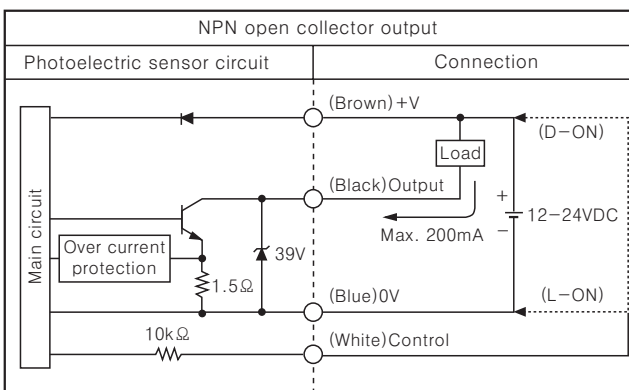 NPN open collector output
Photoelectric sensor circuit
Connection
(Brown)+V
(D-ON)
Load
(Black)Output
+
12-24VDC
-
Max. 200mA
Main circuit
Over current
protection
39V
1.5Ω
(Blue)0V
(L-ON)
10kΩ
(White)Control